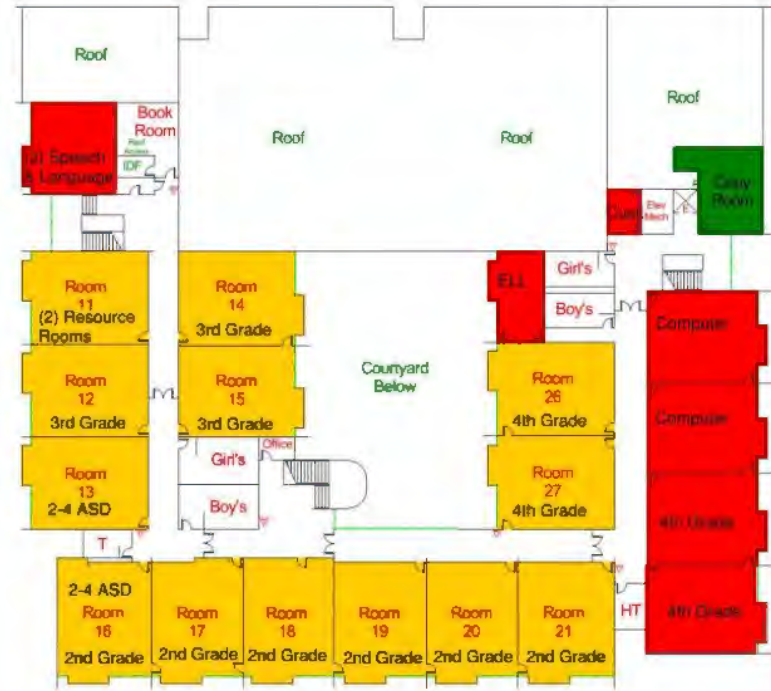 Roof
Roof
Roof
Roof
Book
Room
Roof
Access
IDF
(2) Speech
& Language
Copy
Room
Cust
Elev
Mech
E
ELL
Girl's
Boy's
Room
11
(2) Resource
Rooms
Room
14
3rd Grade
Computer
Courtyard
Below
Room
12
3rd Grade
Room
15
3rd Grade
Room
26
4th Grade
Computer
Room
13
2-4 ASD
Girl's
Office
Boy's
Room
27
4th Grade
4th Grade
T
2-4 ASD
Room
16
2nd Grade
Room
17
2nd Grade
Room
18
2nd Grade
Room
19
2nd Grade
Room
20
2nd Grade
Room
21
2nd Grade
HT
4th Grade